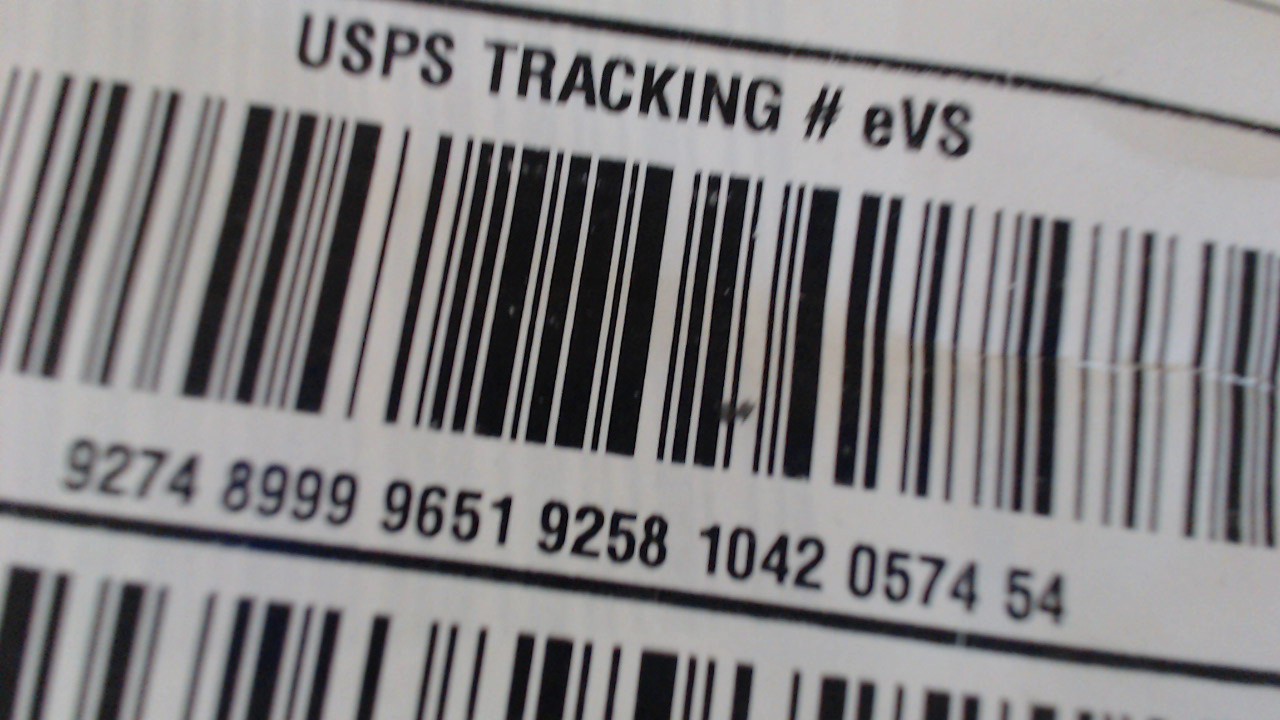 USPS TRACKING # eVS
9274 8999 9651 9258 1042 0574 54